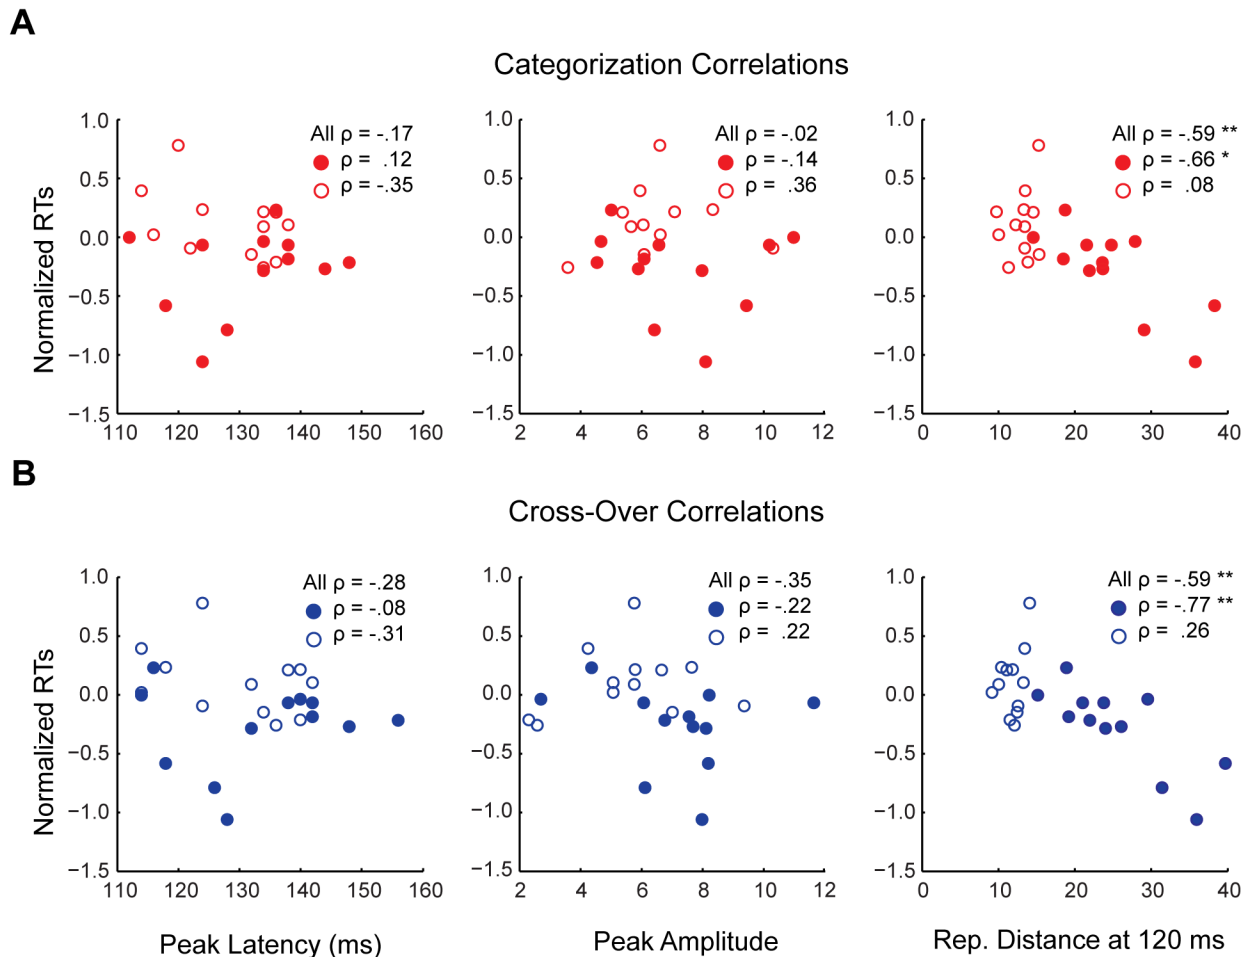 A
Categorization Correlations
Normalized RTs
1.0
0.5
0.0
−0.5
−1.0
−1.5
110 120 130 140 150 160
All ρ = -.17
ρ = .12
ρ = -.35
1.0
0.5
0.0
−0.5
−1.0
−1.5
2 4 6 8 10 12
All ρ = -.02
ρ = -.14
ρ = .36
1.0
0.5
0.0
−0.5
−1.0
−1.5
0 10 20 30 40
All ρ = -.59 **
ρ = -.66 *
ρ = .08
B
Cross-Over Correlations
Normalized RTs
1.0
0.5
0.0
−0.5
−1.0
−1.5
110 120 130 140 150 160
All ρ = -.28
ρ = -.08
ρ = -.31
Peak Latency (ms)
1.0
0.5
0.0
−0.5
−1.0
−1.5
2 4 6 8 10 12
All ρ = -.35
ρ = -.22
ρ = .22
Peak Amplitude
1.0
0.5
0.0
−0.5
−1.0
−1.5
0 10 20 30 40
All ρ = -.59 **
ρ = -.77 **
ρ = .26
Rep. Distance at 120 ms